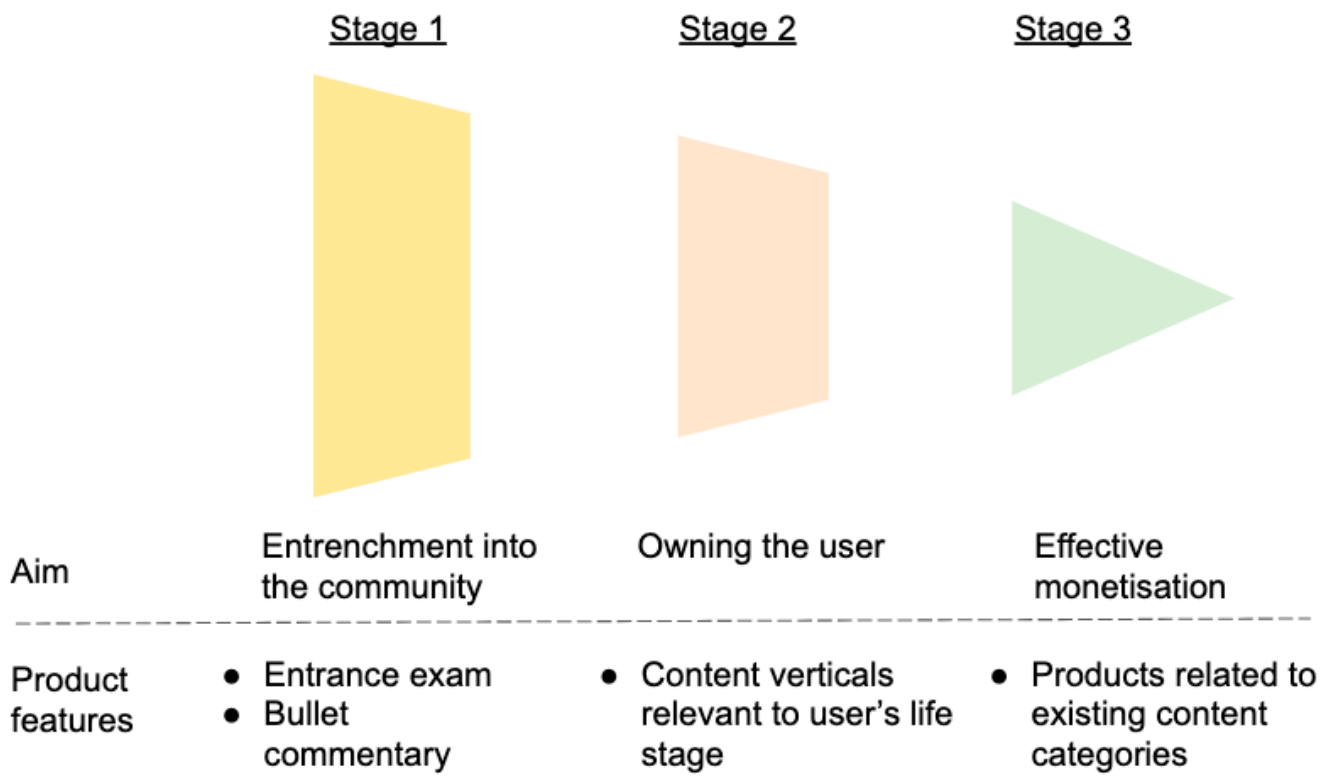 Stage 1
Stage 2
Stage 3
Aim
Entrenchment into
the community
Owning the user
Effective
monetisation
Product
features
● Entrance exam
● Bullet
commentary
● Content verticals
relevant to user's life
stage
● Products related to
existing content
categories